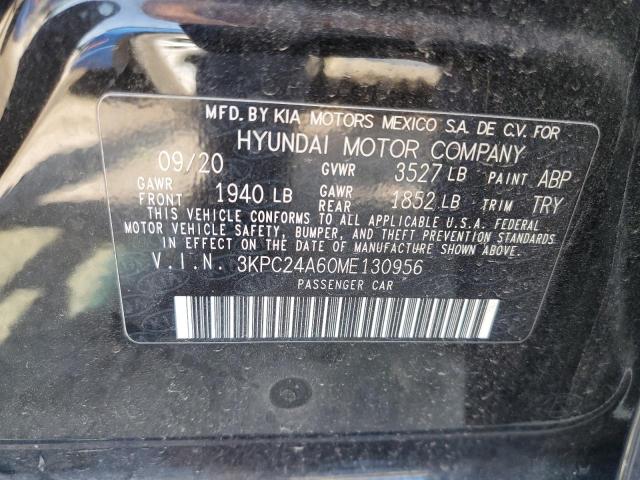 MFD. BY KIA MOTORS MEXICO S.A. DE C.V. FOR
HYUNDAI MOTOR COMPANY
09/20 GVWR 3527 LB PAINT ABP
GAWR FRONT 1940 LB GAWR REAR 1852 LB TRIM TRY
THIS VEHICLE CONFORMS TO ALL APPLICABLE U.S.A. FEDERAL
MOTOR VEHICLE SAFETY, BUMPER, AND THEFT PREVENTION STANDARDS
IN EFFECT ON THE DATE OF MANUFACTURE SHOWN ABOVE.
V.I.N. 3KPC24A60ME130956
PASSENGER CAR